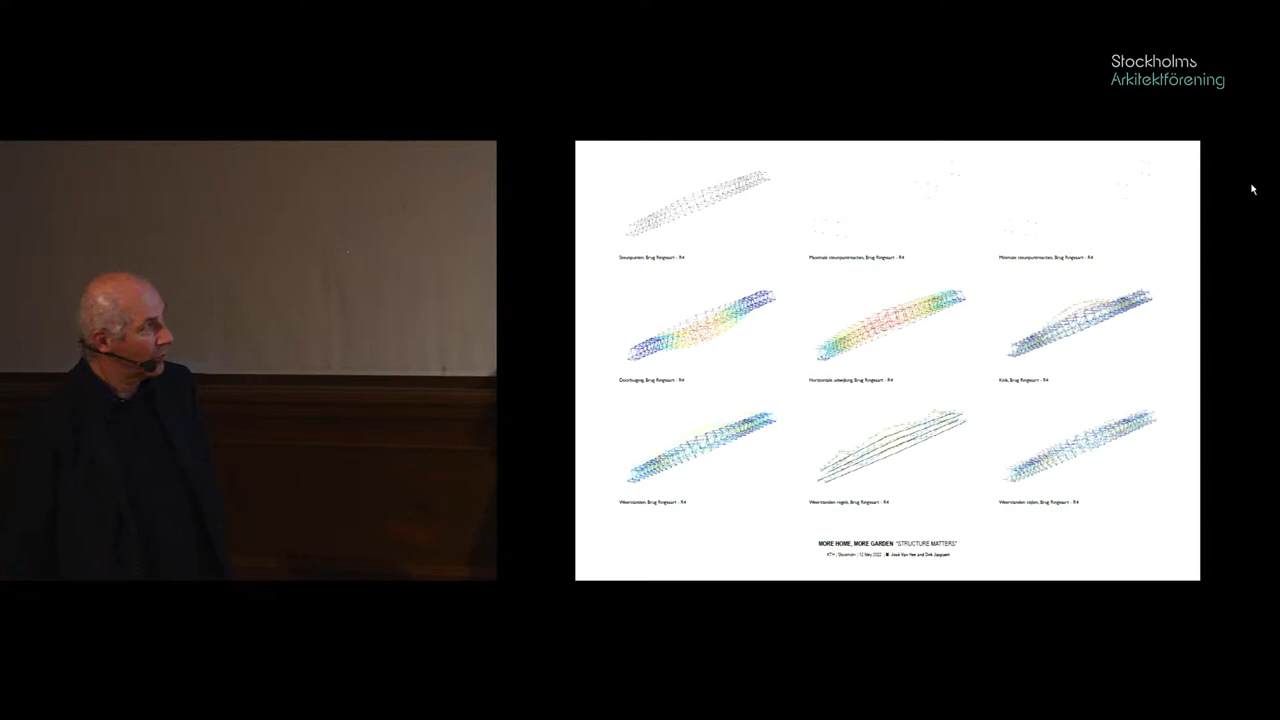 Stockholms
Arkitektförening
Steunpunten, Brug Ringvaart - R4
Maximale steunpuntreacties, Brug Ringvaart - R4
Minimale steunpuntreacties, Brug Ringvaart - R4
Doorbuiging, Brug Ringvaart - R4
Horizontale uitwijking, Brug Ringvaart - R4
Knik, Brug Ringvaart - R4
Weerstanden, Brug Ringvaart - R4
Weerstanden regels, Brug Ringvaart - R4
Weerstanden stijlen, Brug Ringvaart - R4
MORE HOME, MORE GARDEN "STRUCTURE MATTERS"
KTH | Stockholm | 12 May 2022 | M. José Van Hee and Dirk Jaspaert